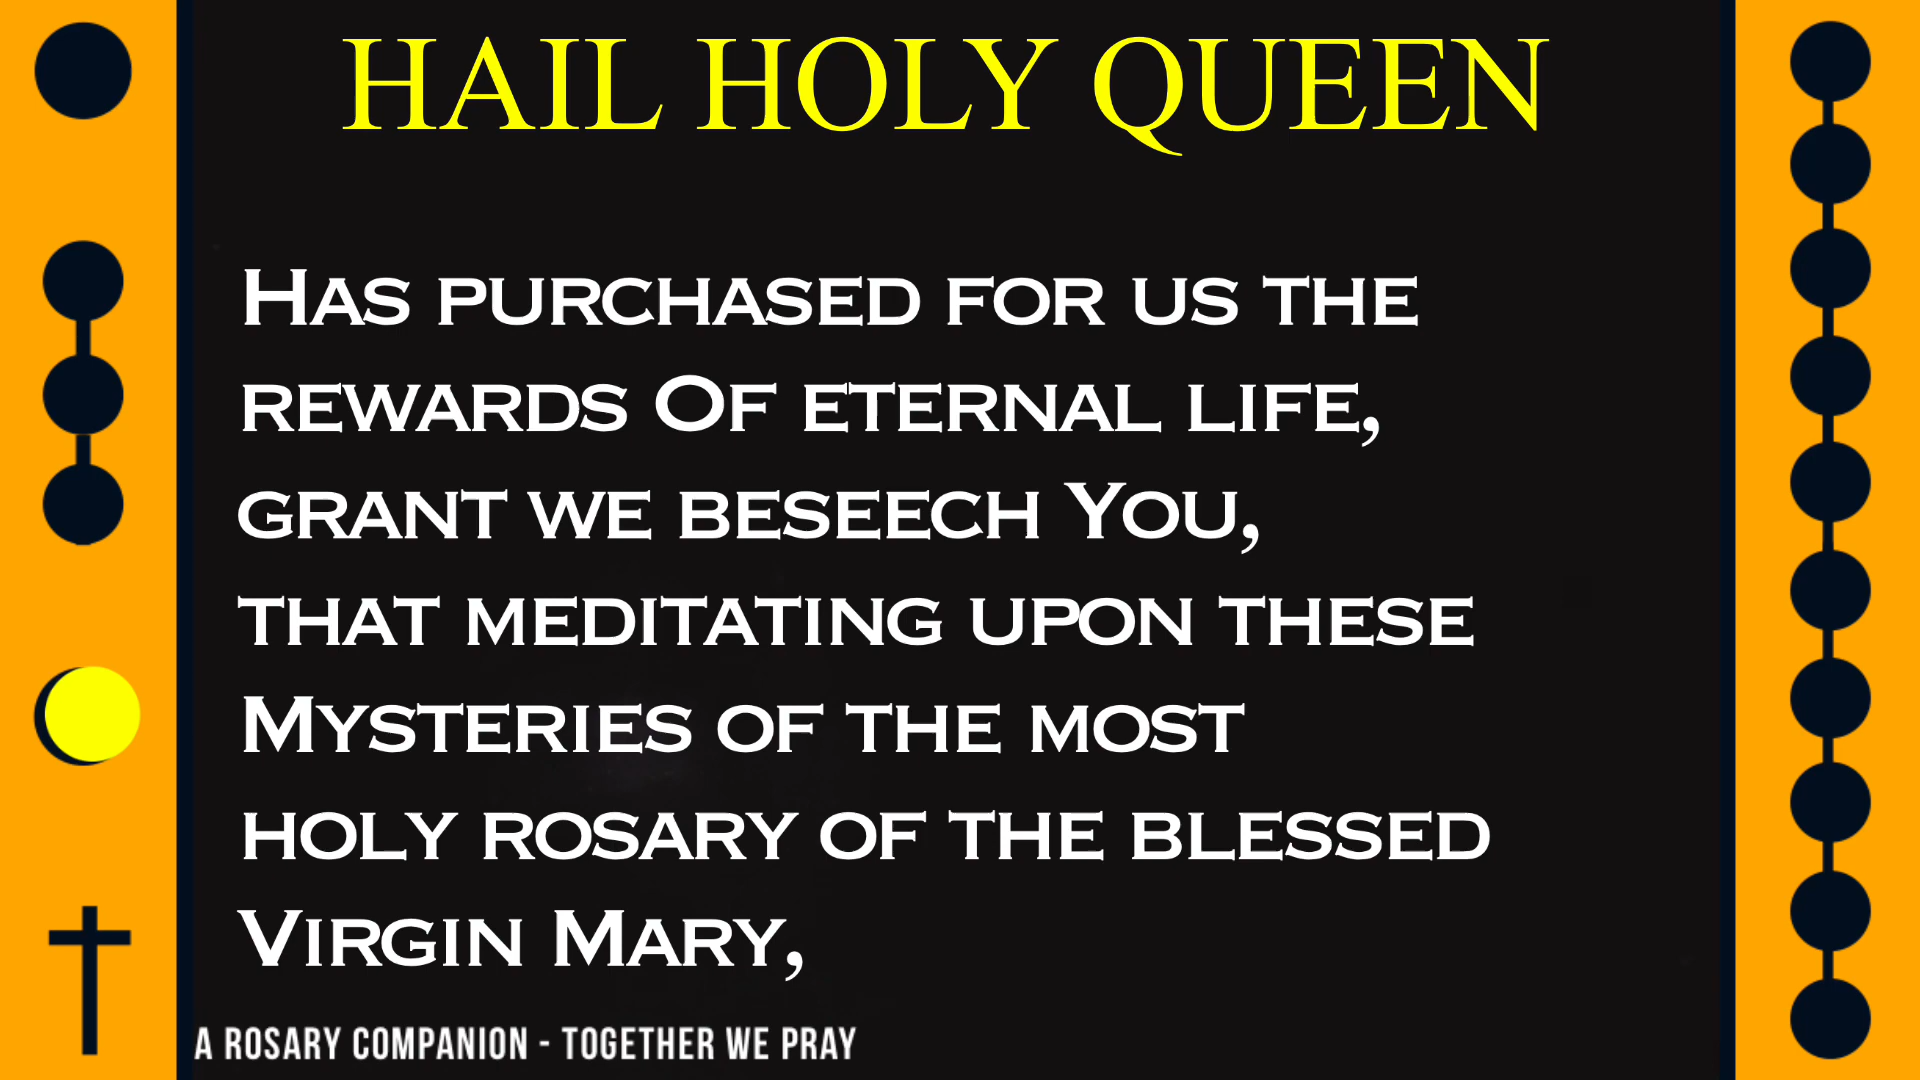 HAIL HOLY QUEEN
Has purchased for us the
rewards Of eternal life,
grant we beseech You,
that meditating upon these
Mysteries of the most
holy rosary of the blessed
Virgin Mary,
A ROSARY COMPANION - TOGETHER WE PRAY